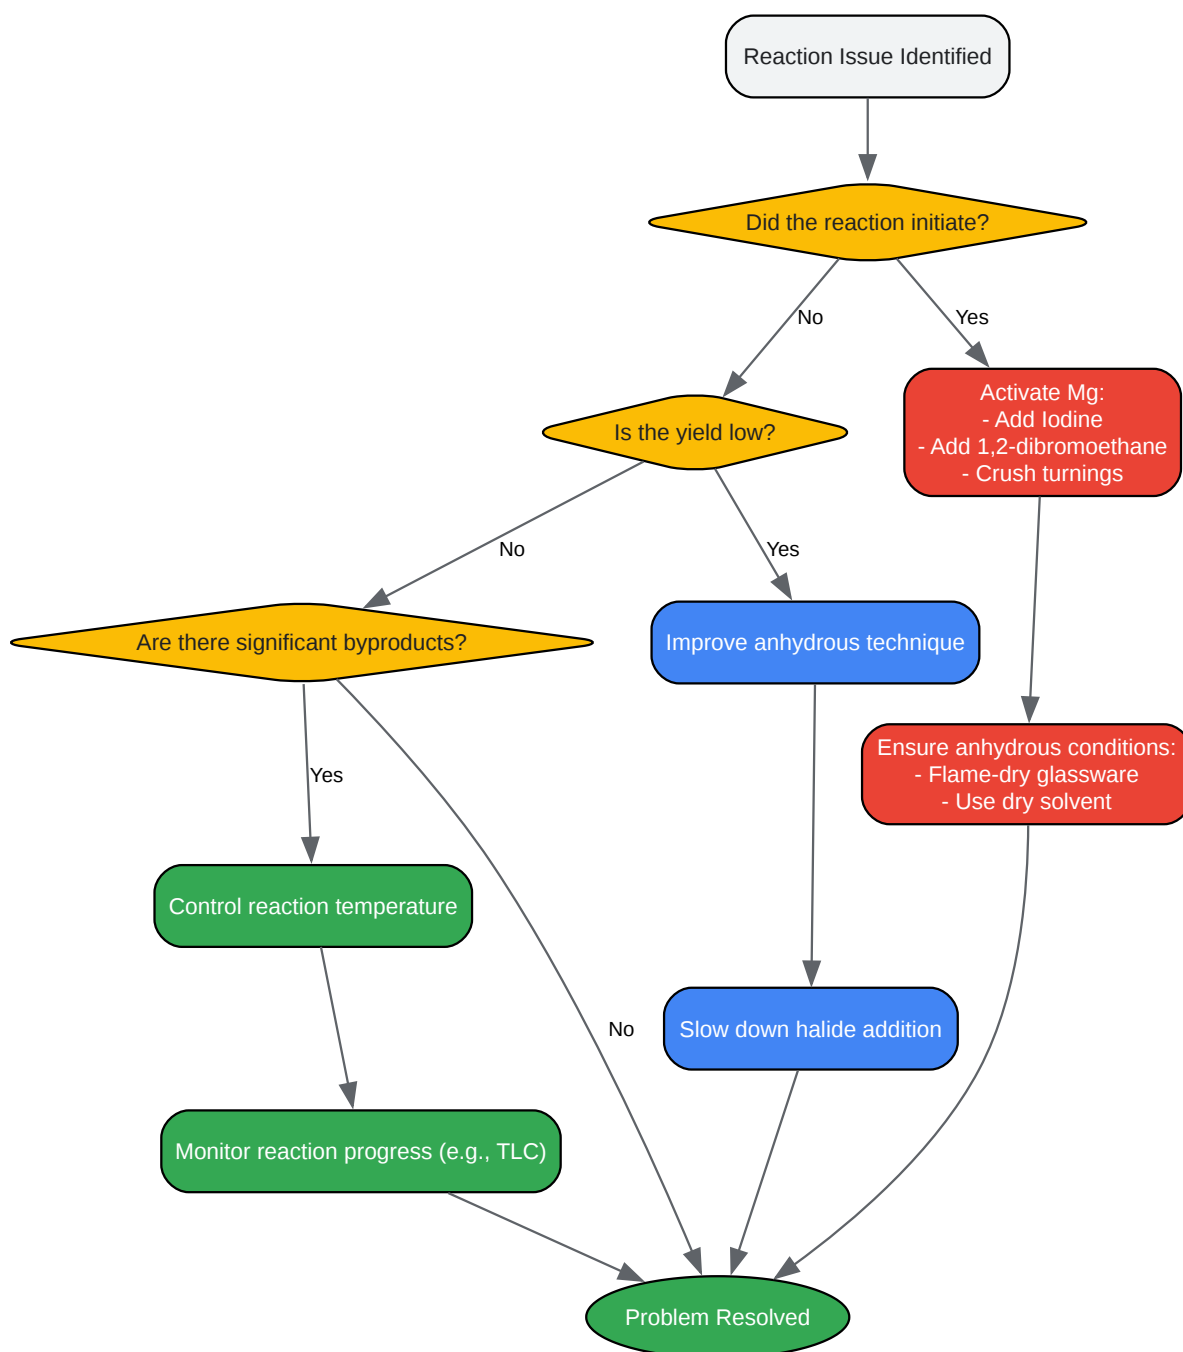 Reaction Issue Identified
Did the reaction initiate?
No
Yes
Activate Mg:
- Add Iodine
- Add 1,2-dibromoethane
- Crush turnings
Is the yield low?
No
Yes
Are there significant byproducts?
Improve anhydrous technique
Ensure anhydrous conditions:
- Flame-dry glassware
- Use dry solvent
Yes
Control reaction temperature
No
Slow down halide addition
Monitor reaction progress (e.g., TLC)
Problem Resolved